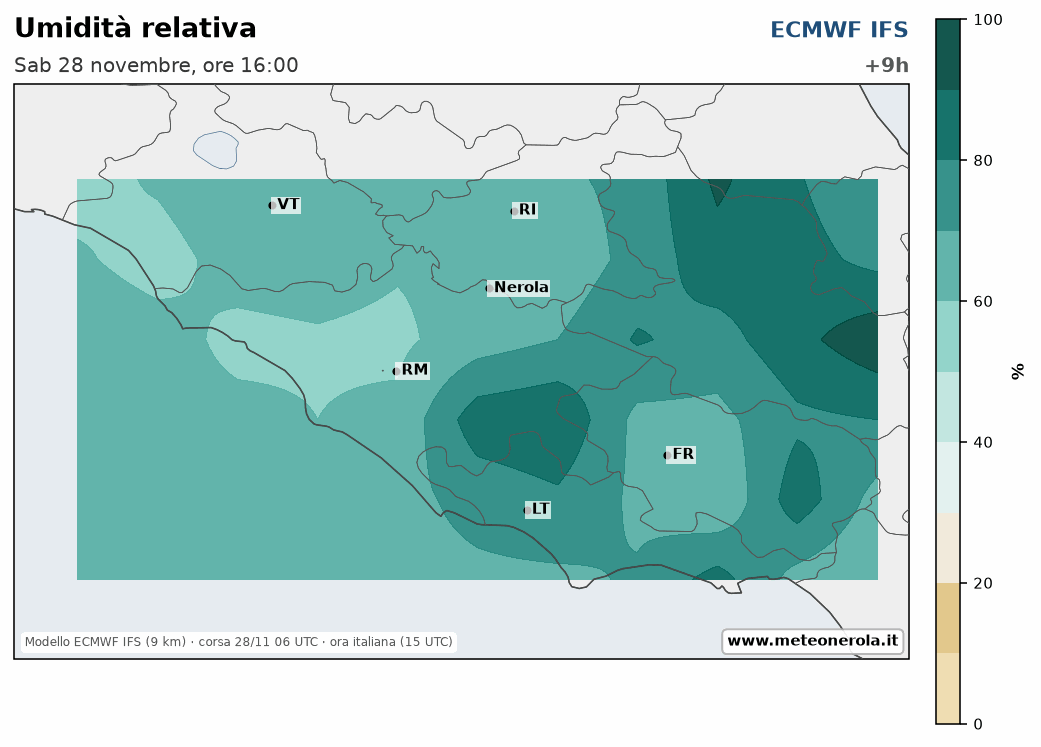 Umidità relativa
ECMWF IFS
Sab 28 novembre, ore 16:00
+9h
100
80
60
40
20
0
%
VT
RI
Nerola
RM
FR
LT
Modello ECMWF IFS (9 km) · corsa 28/11 06 UTC · ora italiana (15 UTC)
www.meteonerola.it